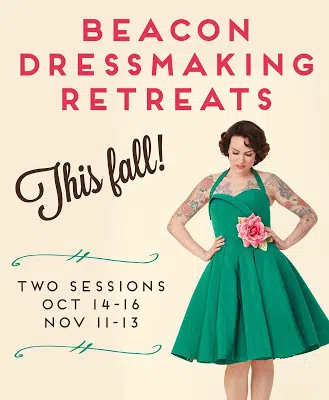 BEACON
DRESSMAKING
RETREATS
This fall!
TWO SESSIONS
OCT 14-16
NOV 11-13